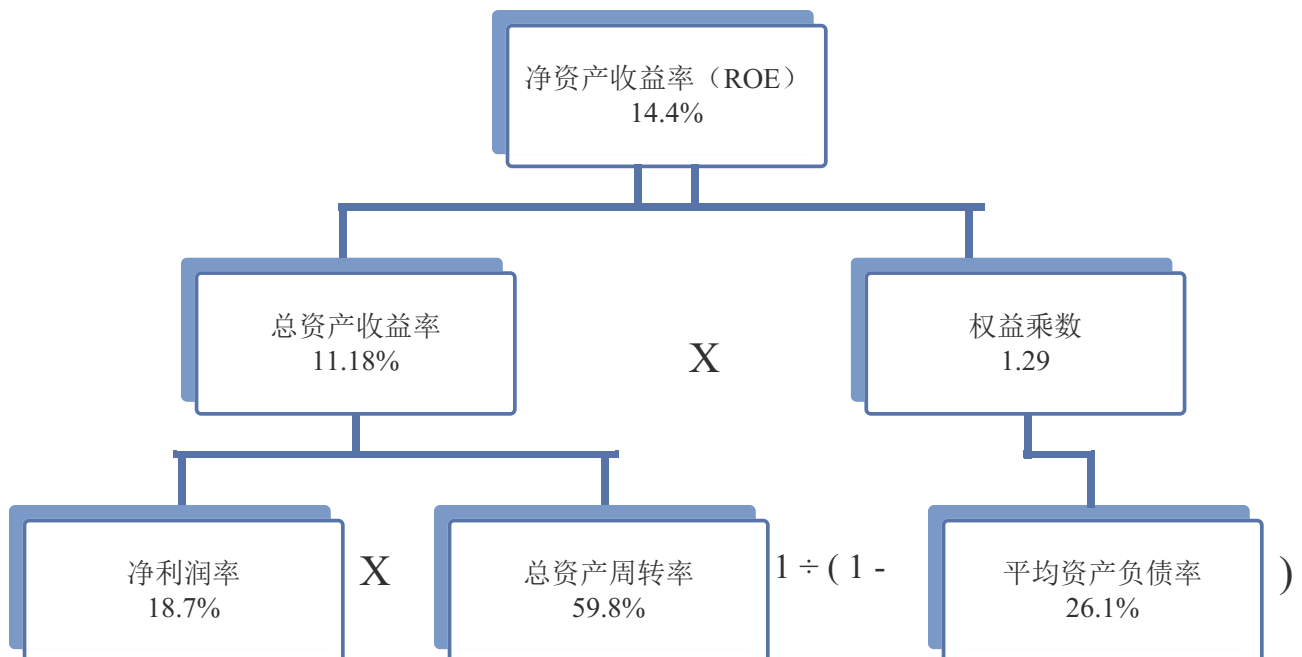 净资产收益率（ROE）
14.4%
总资产收益率
11.18%
X
权益乘数
1.29
净利润率
18.7%
X
总资产周转率
59.8%
1 ÷ ( 1 -
平均资产负债率
26.1%
)